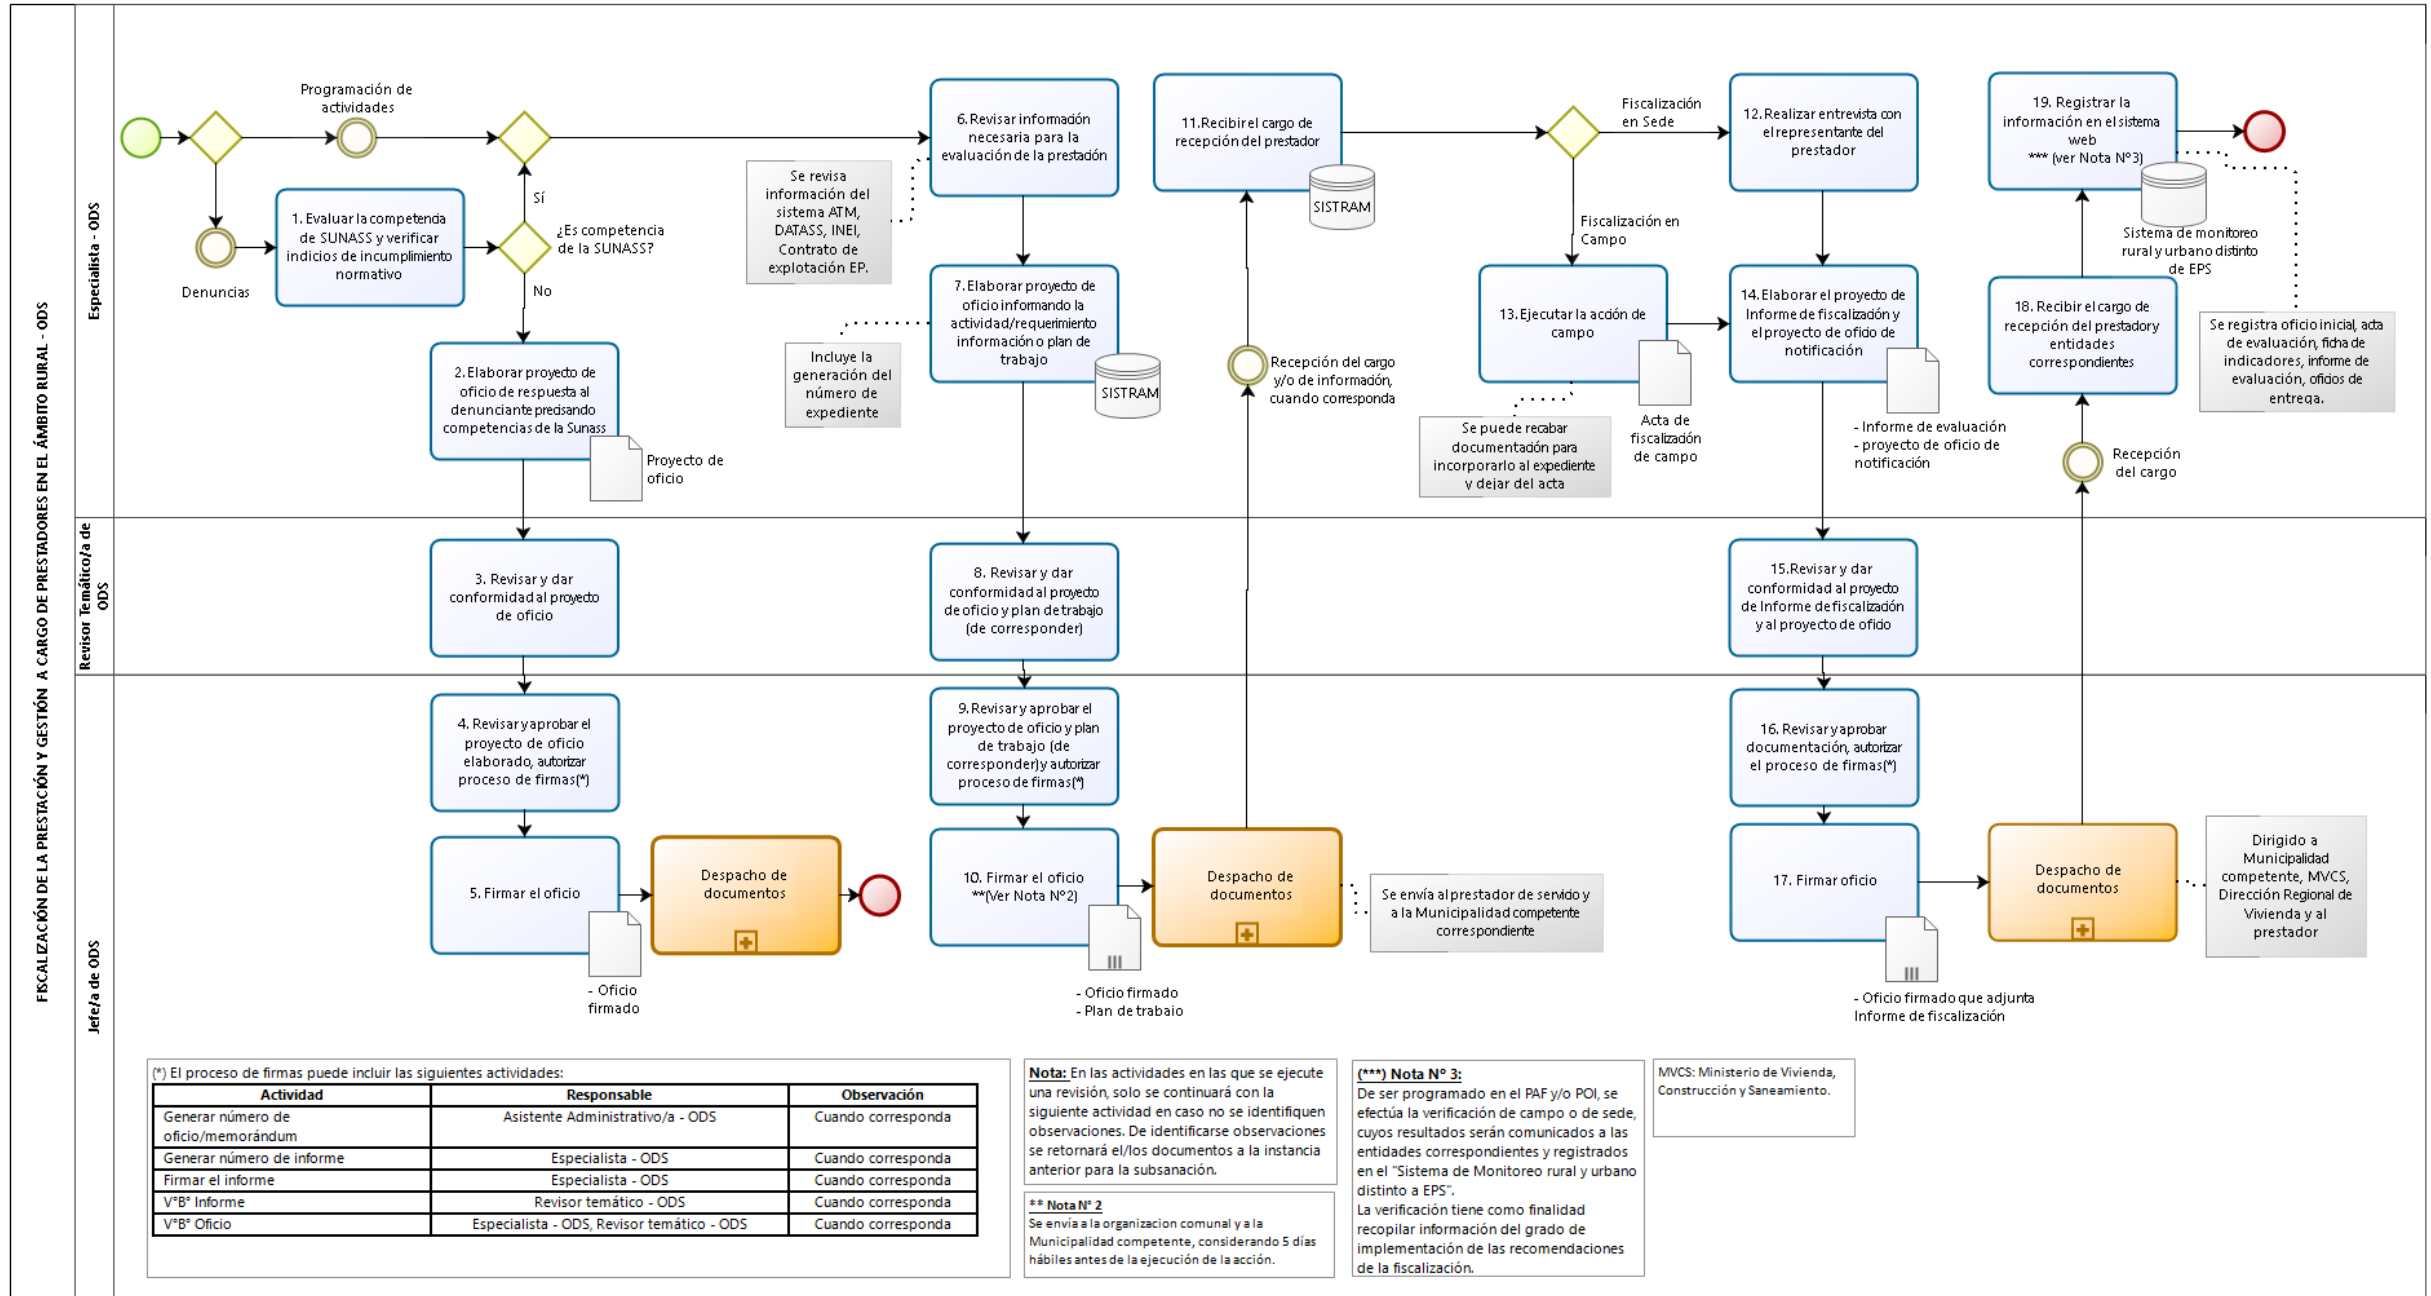 FISCALIZACIÓN DE LA PRESTACIÓN Y GESTIÓN A CARGO DE PRESTADORES EN EL ÁMBITO RURAL - ODS
Especialista - ODS
Programación de
actividades
Denuncias
1. Evaluar la competencia
de SUNASS y verificar
indicios de incumplimiento
normativo
¿Es competencia
de la SUNASS?
Sí
No
2. Elaborar proyecto de
oficio de respuesta al
denunciante precisando
competencias de la Sunass
Proyecto de
oficio
Se revisa
información del
sistema ATM,
DATASS, INEI,
Contrato de
explotación EP.
6. Revisar información
necesaria para la
evaluación de la prestación
7. Elaborar proyecto de
oficio informando la
actividad/requerimiento
información o plan de
trabajo
SISTRAM
Incluye la
generación del
número de
expediente
11. Recibir el cargo de
recepción del prestador
SISTRAM
Recepción del cargo
y/o de información,
cuando corresponda
Fiscalización
en Sede
Fiscalización en
Campo
12. Realizar entrevista con
el representante del
prestador
13. Ejecutar la acción de
campo
Acta de
fiscalización
de campo
Se puede recabar
documentación para
incorporarlo al expediente
y dejar del acta
14. Elaborar el proyecto de
Informe de fiscalización y
el proyecto de oficio de
notificación
- Informe de evaluación
- proyecto de oficio de
notificación
19. Registrar la
información en el sistema
web
*** (ver Nota N°3)
Sistema de monitoreo
rural y urbano distinto
de EPS
18. Recibir el cargo de
recepción del prestador y
entidades
correspondientes
Recepción
del cargo
Se registra oficio inicial, acta
de evaluación, ficha de
indicadores, informe de
evaluación, oficios de
entrega.
Revisor Temático/a de
ODS
3. Revisar y dar
conformidad al proyecto
de oficio
8. Revisar y dar
conformidad al proyecto
de oficio y plan de trabajo
(de corresponder)
15. Revisar y dar
conformidad al proyecto
de Informe de fiscalización
y al proyecto de oficio
Jefe/a de ODS
4. Revisar y aprobar el
proyecto de oficio
elaborado, autorizar
proceso de firmas(*)
5. Firmar el oficio
- Oficio
firmado
Despacho de
documentos
9. Revisar y aprobar el
proyecto de oficio y plan
de trabajo (de
corresponder) y autorizar
proceso de firmas(*)
10. Firmar el oficio
**(Ver Nota N°2)
- Oficio firmado
- Plan de trabajo
Despacho de
documentos
Se envía al prestador de servicio y
a la Municipalidad competente
correspondiente
16. Revisar y aprobar
documentación, autorizar
el proceso de firmas(*)
17. Firmar oficio
- Oficio firmado que adjunta
Informe de fiscalización
Despacho de
documentos
Dirigido a
Municipalidad
competente, MVCS,
Dirección Regional de
Vivienda y al
prestador
(*) El proceso de firmas puede incluir las siguientes actividades:
Actividad Responsable Observación
Generar número de
oficio/memorándum Asistente Administrativo/a - ODS Cuando corresponda
Generar número de informe Especialista - ODS Cuando corresponda
Firmar el informe Especialista - ODS Cuando corresponda
V°B° Informe Revisor temático - ODS Cuando corresponda
V°B° Oficio Especialista - ODS, Revisor temático - ODS Cuando corresponda
Nota: En las actividades en las que se ejecute
una revisión, solo se continuará con la
siguiente actividad en caso no se identifiquen
observaciones. De identificarse observaciones
se retornará el/los documentos a la instancia
anterior para la subsanación.
** Nota N° 2
Se envía a la organizacion comunal y a la
Municipalidad competente, considerando 5 días
hábiles antes de la ejecución de la acción.
(***) Nota N° 3:
De ser programado en el PAF y/o POI, se
efectúa la verificación de campo o de sede,
cuyos resultados serán comunicados a las
entidades correspondientes y registrados
en el "Sistema de Monitoreo rural y urbano
distinto a EPS".
La verificación tiene como finalidad
recopilar información del grado de
implementación de las recomendaciones
de la fiscalización.
MVCS: Ministerio de Vivienda,
Construcción y Saneamiento.